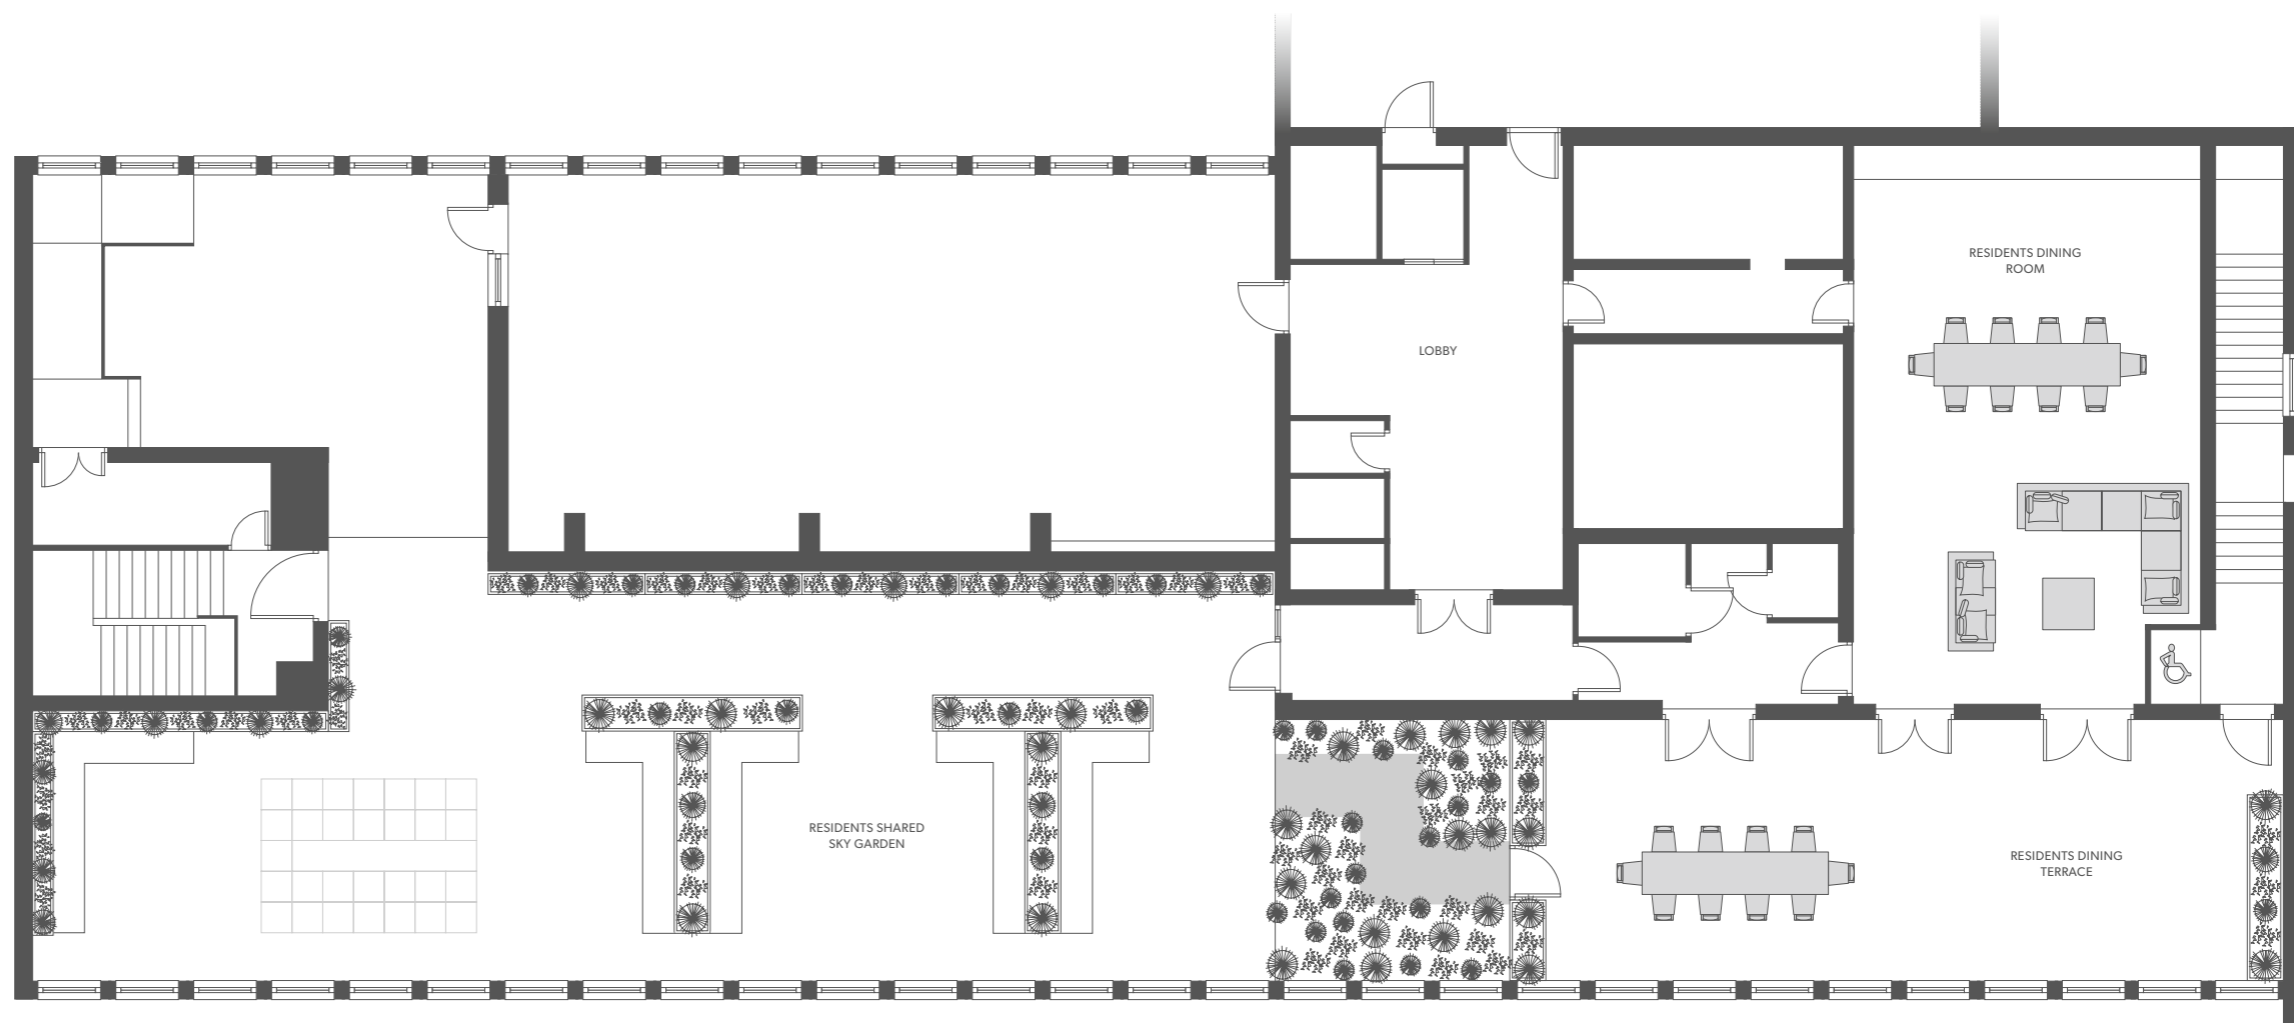 RESIDENTS DINING
ROOM
LOBBY
RESIDENTS SHARED
SKY GARDEN
RESIDENTS DINING
TERRACE